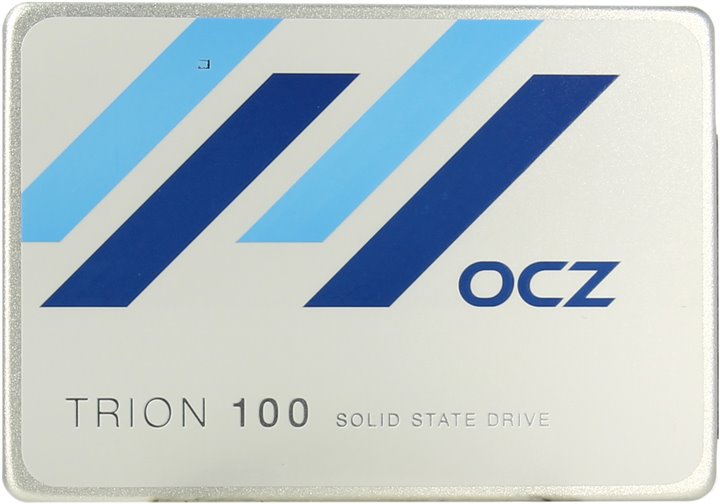 OCZ
TRION 100 SOLID STATE DRIVE